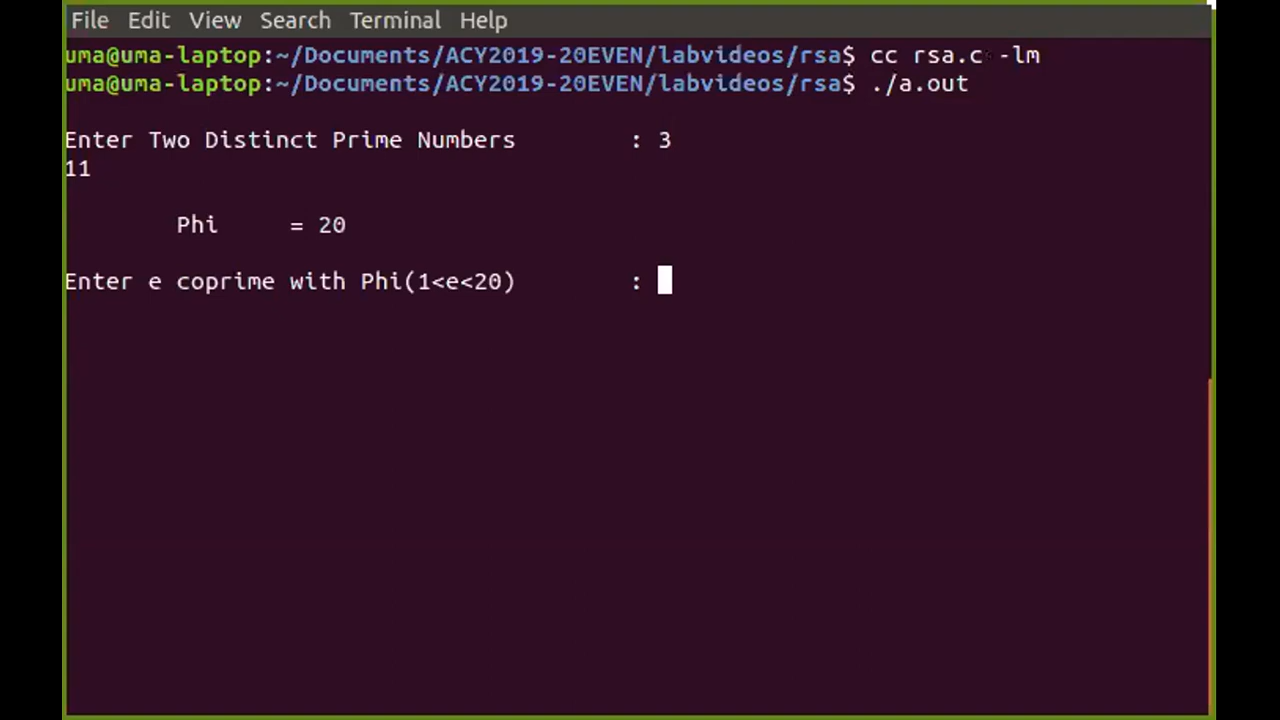 File Edit View Search Terminal Help
uma@uma-laptop:~/Documents/ACY2019-20EVEN/labvideos/rsa$ cc rsa.c -lm
uma@uma-laptop:~/Documents/ACY2019-20EVEN/labvideos/rsa$ ./a.out
Enter Two Distinct Prime Numbers : 3
11
Phi = 20
Enter e coprime with Phi(1<e<20) :